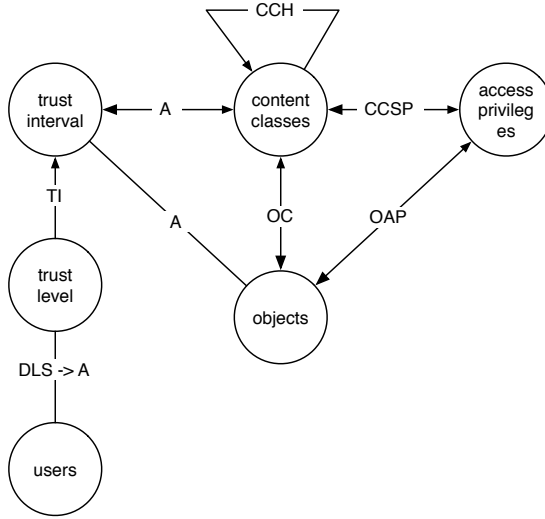 CCH
trust
interval
A
content
classes
CCSP
access
privileg
es
TI
A
OC
OAP
trust
level
objects
DLS -> A
users